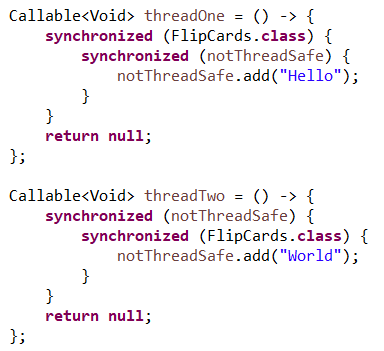 Callable<Void> threadOne = () -> {
    synchronized (FlipCards.class) {
        synchronized (notThreadSafe) {
            notThreadSafe.add("Hello");
        }
    }
    return null;
};

Callable<Void> threadTwo = () -> {
    synchronized (notThreadSafe) {
        synchronized (FlipCards.class) {
            notThreadSafe.add("World");
        }
    }
    return null;
};